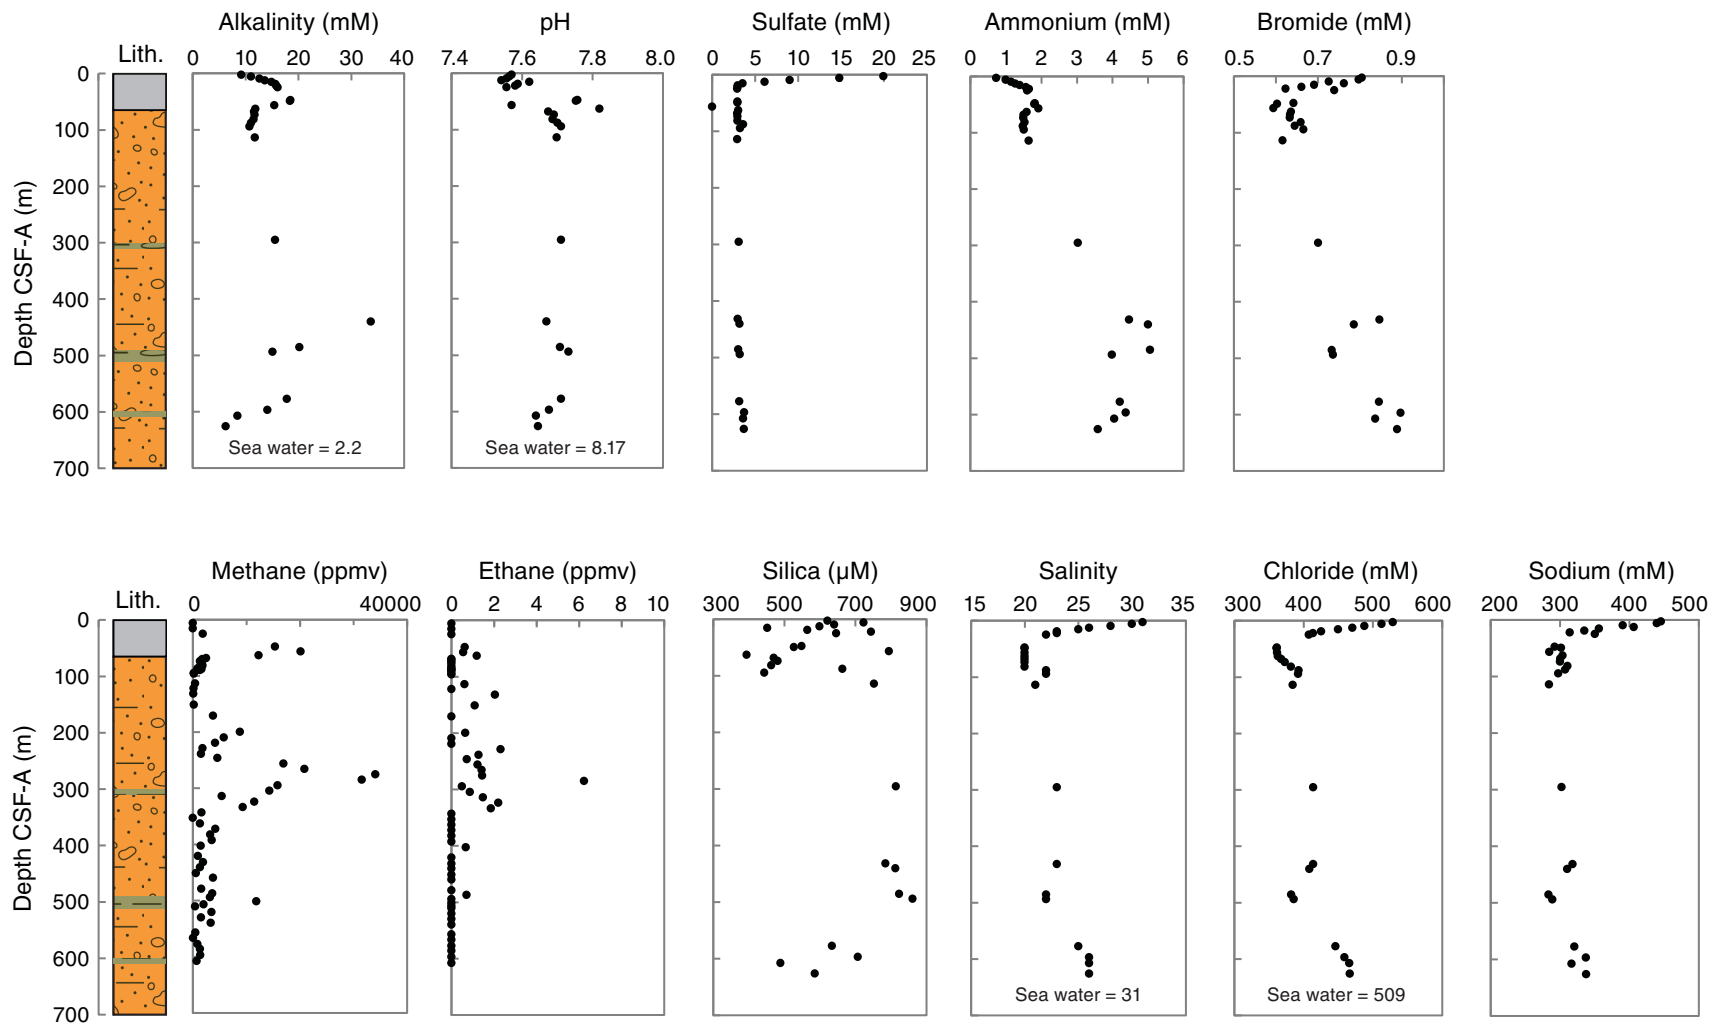 Alkalinity (mM) pH Sulfate (mM) Ammonium (mM) Bromide (mM)
Lith. 0 10 20 30 40 7.4 7.6 7.8 8.0 0 5 10 15 20 25 0 1 2 3 4 5 6 0.5 0.7 0.9
0
100
200
300
400
500
600
700
Depth CSF-A (m)
Sea water = 2.2 Sea water = 8.17
Methane (ppmv) Ethane (ppmv) Silica (µM) Salinity Chloride (mM) Sodium (mM)
Lith. 0 40000 0 2 4 6 8 10 300 500 700 900 15 20 25 30 35 300 400 500 600 200 300 400 500
0
100
200
300
400
500
600
700
Depth CSF-A (m)
Sea water = 31 Sea water = 509